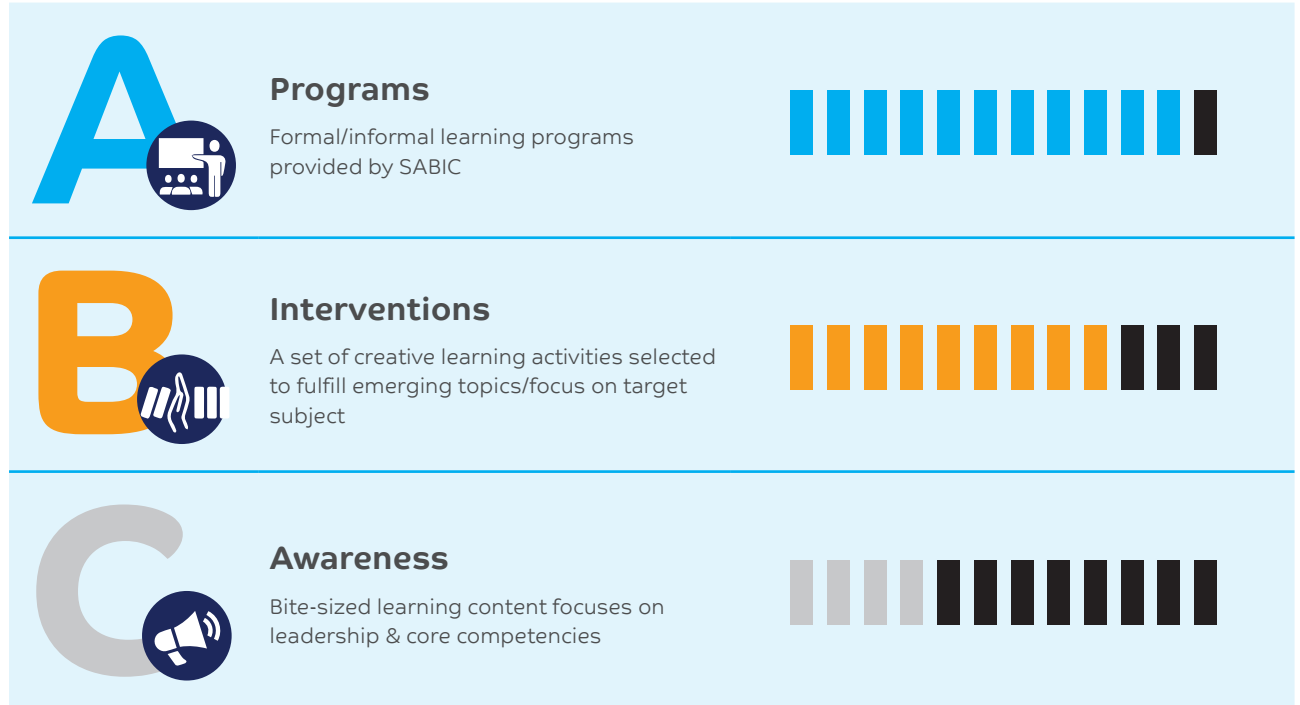 A
Programs
Formal/informal learning programs
provided by SABIC
B
Interventions
A set of creative learning activities selected
to fulfill emerging topics/focus on target
subject
C
Awareness
Bite-sized learning content focuses on
leadership & core competencies